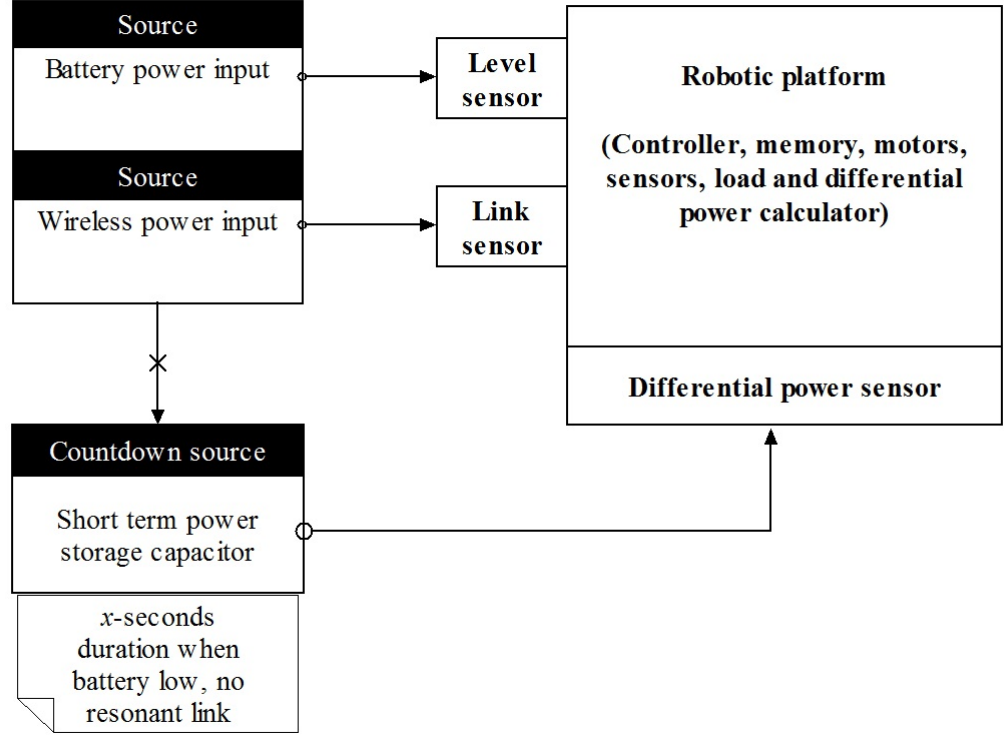 Source
Battery power input
Source
Wireless power input
Level
sensor
Link
sensor
Robotic platform
(Controller, memory, motors,
sensors, load and differential
power calculator)
Differential power sensor
Countdown source
Short term power
storage capacitor
x-seconds
duration when
battery low, no
resonant link